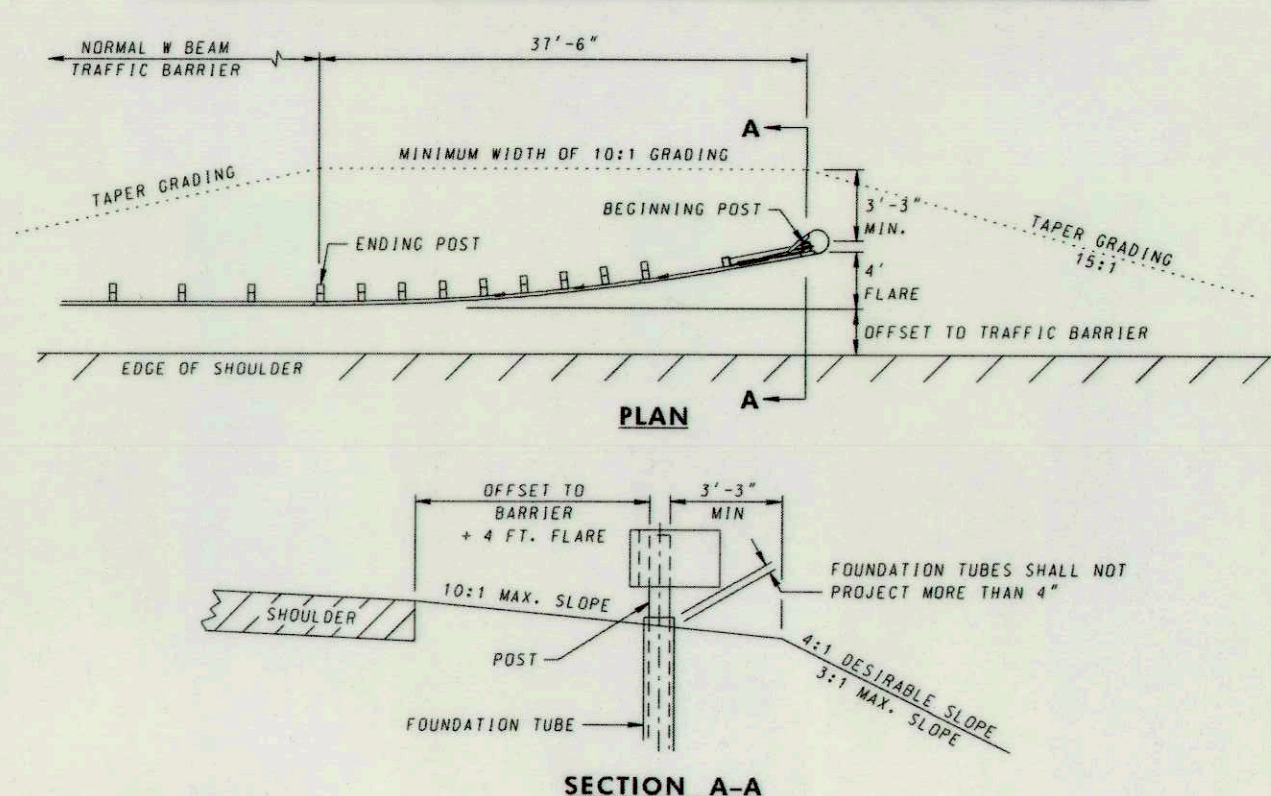 NORMAL W BEAM
TRAFFIC BARRIER
37'-6"
A
MINIMUM WIDTH OF 10:1 GRADING
TAPER GRADING
BEGINNING POST
3'-3"
MIN.
ENDING POST
TAPER GRADING
15:1
4'
FLARE
OFFSET TO TRAFFIC BARRIER
EDGE OF SHOULDER
A
PLAN
OFFSET TO
BARRIER
+ 4 FT. FLARE
3'-3"
MIN
FOUNDATION TUBES SHALL NOT
PROJECT MORE THAN 4"
10:1 MAX. SLOPE
SHOULDER
POST
4:1 DESIRABLE SLOPE
3:1 MAX. SLOPE
FOUNDATION TUBE
SECTION A-A